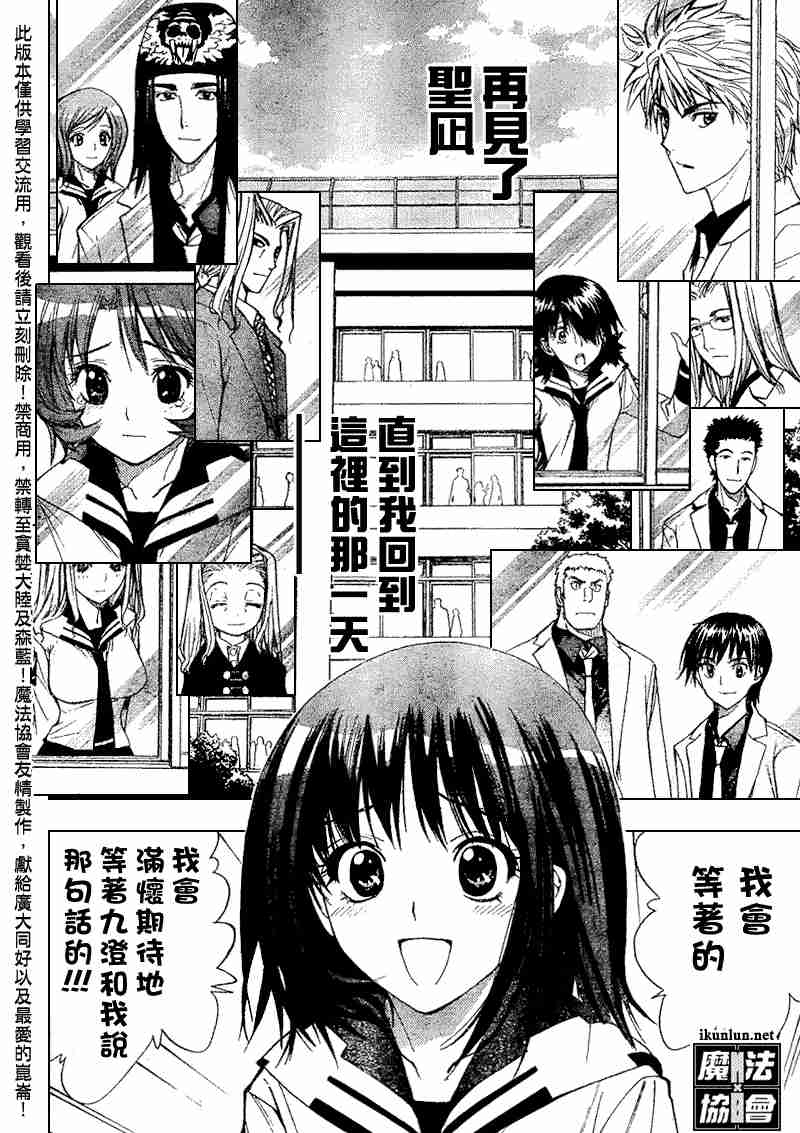 再見了
聖凪
直到我回到
這裡的那一天
我會
等著的
我會
滿懷期待地
等著九澄和我說
那句話的!!!
此版本僅供學習交流用，觀看後請立刻刪除！禁商用，禁轉至貪婪大陸及森藍！魔法協會友情製作，獻給廣大同好以及最愛的崑崙！
ikunlun.net
魔法
×
協會